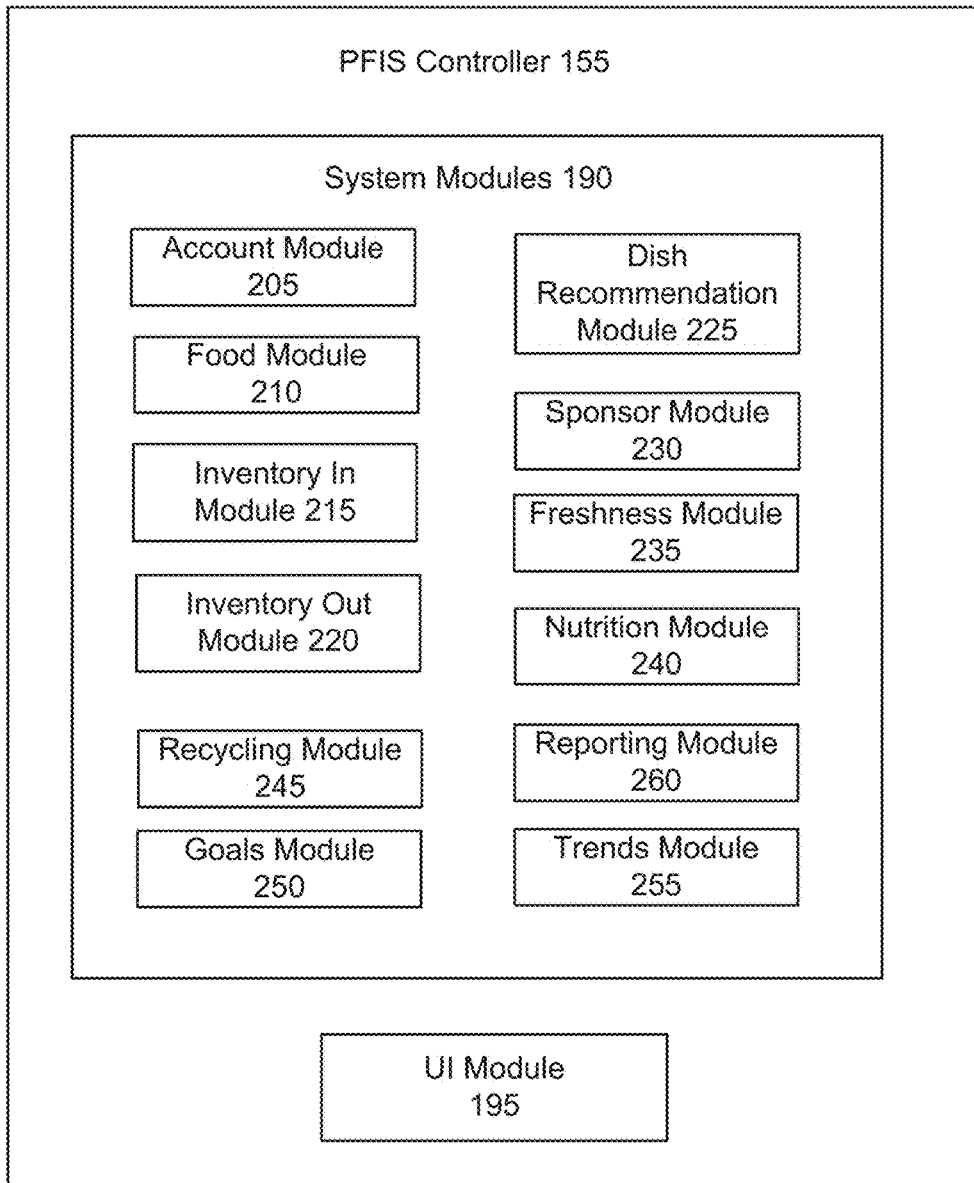 PFIS Controller 155
System Modules 190
Account Module
205
Food Module
210
Inventory In
Module 215
Inventory Out
Module 220
Recycling Module
245
Goals Module
250
Dish
Recommendation
Module 225
Sponsor Module
230
Freshness Module
235
Nutrition Module
240
Reporting Module
260
Trends Module
255
UI Module
195